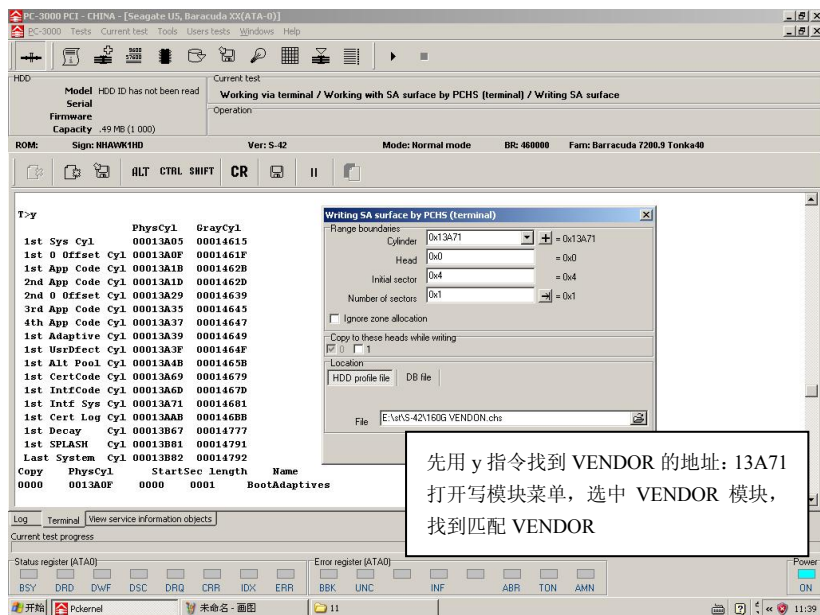 PC-3000 PCI - CHINA - [Seagate U5, Baracuda XX(ATA-0)]
PC-3000 Tests Current test Tools Users tests Windows Help
HDD
Model HDD ID has not been read
Serial
Firmware
Capacity .49 MB (1 000)
Current test
Working via terminal / Working with SA surface by PCHS (terminal) / Writing SA surface
Operation
ROM: Sign: NHAWK1HD Ver: S-42 Mode: Normal mode BR: 460000 Fam: Barracuda 7200.9 Tonka40
ALT CTRL SHIFT CR
T>y
PhysCyl GrayCyl
1st Sys Cyl 00013A05 00014615
1st 0 Offset Cyl 00013A0F 0001461F
1st App Code Cyl 00013A1B 0001462B
2nd App Code Cyl 00013A1D 0001462D
2nd 0 Offset Cyl 00013A29 00014639
3rd App Code Cyl 00013A35 00014645
4th App Code Cyl 00013A37 00014647
1st Adaptive Cyl 00013A39 00014649
1st UsrDfect Cyl 00013A3F 0001464F
1st Alt Pool Cyl 00013A4B 0001465B
1st CertCode Cyl 00013A69 00014679
1st IntfCode Cyl 00013A6D 0001467D
1st Intf Sys Cyl 00013A71 00014681
1st Cert Log Cyl 00013AAB 000146BB
1st Decay Cyl 00013B67 00014777
1st SPLASH Cyl 00013B81 00014791
Last System Cyl 00013B82 00014792
Copy PhysCyl StartSec length Name
0000 0013A0F 0000 0001 BootAdaptives
Writing SA surface by PCHS (terminal)
Range boundaries
Cylinder 0x13A71 = 0x13A71
Head 0x0 = 0x0
Initial sector 0x4 = 0x4
Number of sectors 0x1 = 0x1
Ignore zone allocation
Copy to these heads while writing
0 1
Location
HDD profile file DB file
File E:\st\S-42\160G VENDON.chs
先用 y 指令找到 VENDOR 的地址：13A71
打开写模块菜单，选中 VENDOR 模块，
找到匹配 VENDOR
Log Terminal View service information objects
Current test progress
Status register (ATA0)
BSY DRD DWF DSC DRQ CRR IDX ERR
Error register (ATA0)
BBK UNC INF ABR TON AMN
Power
ON
开始 Pckernel 未命名 - 画图 11 11:39